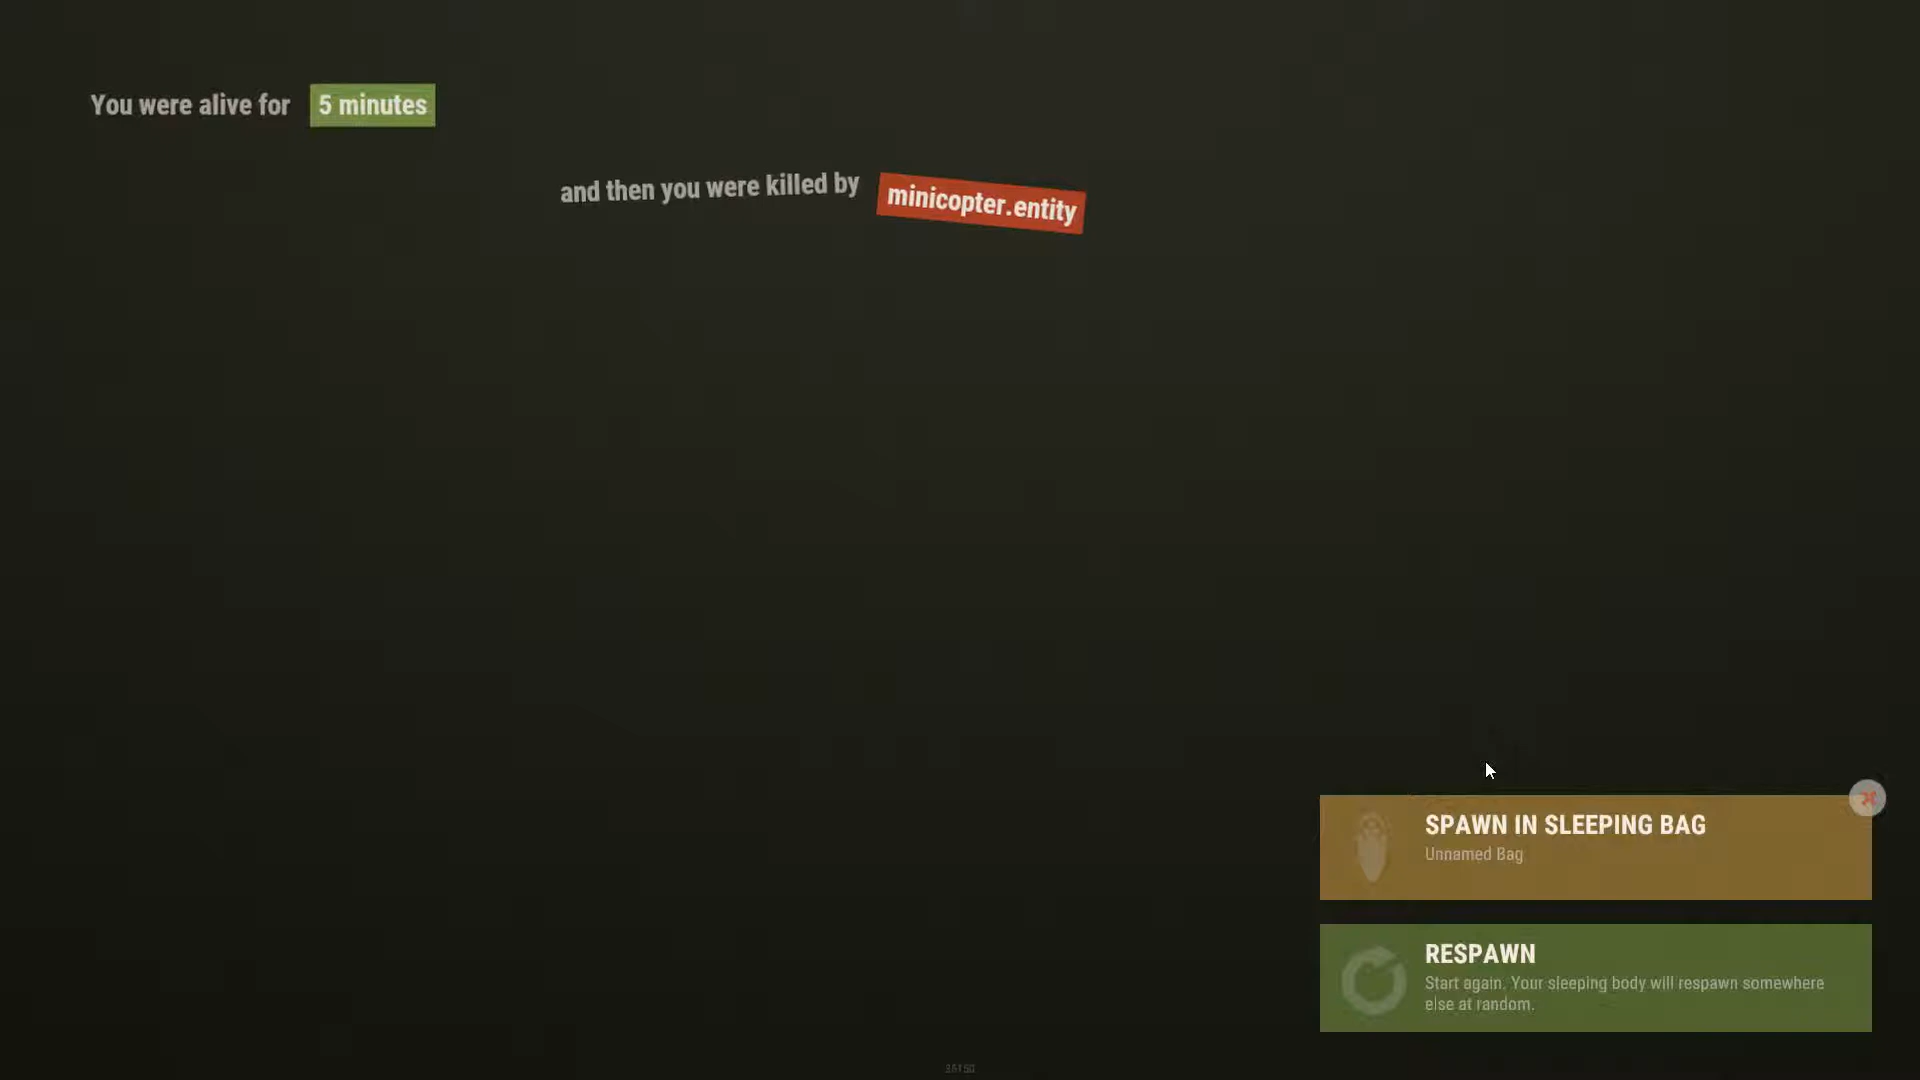 You were alive for 5 minutes
and then you were killed by minicopter.entity
SPAWN IN SLEEPING BAG
Unnamed Bag
RESPAWN
Start again. Your sleeping body will respawn somewhere
else at random.